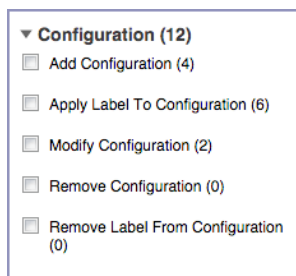 Configuration (12)
Add Configuration (4)
Apply Label To Configuration (6)
Modify Configuration (2)
Remove Configuration (0)
Remove Label From Configuration
(0)